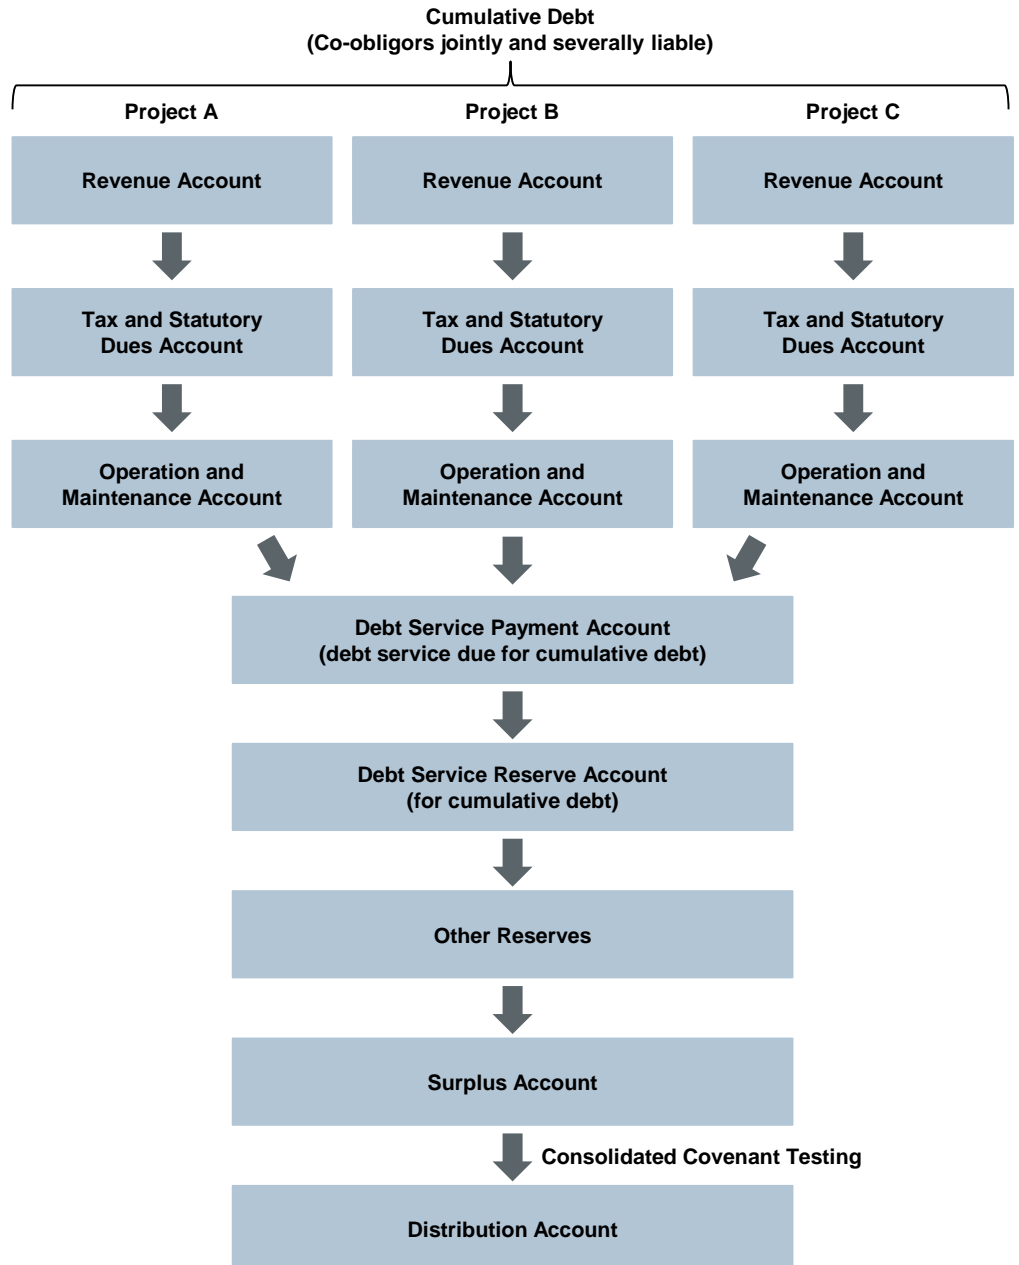 Cumulative Debt
(Co-obligors jointly and severally liable)
Project A
Project B
Project C
Revenue Account
Revenue Account
Revenue Account
Tax and Statutory
Dues Account
Tax and Statutory
Dues Account
Tax and Statutory
Dues Account
Operation and
Maintenance Account
Operation and
Maintenance Account
Operation and
Maintenance Account
Debt Service Payment Account
(debt service due for cumulative debt)
Debt Service Reserve Account
(for cumulative debt)
Other Reserves
Surplus Account
Consolidated Covenant Testing
Distribution Account